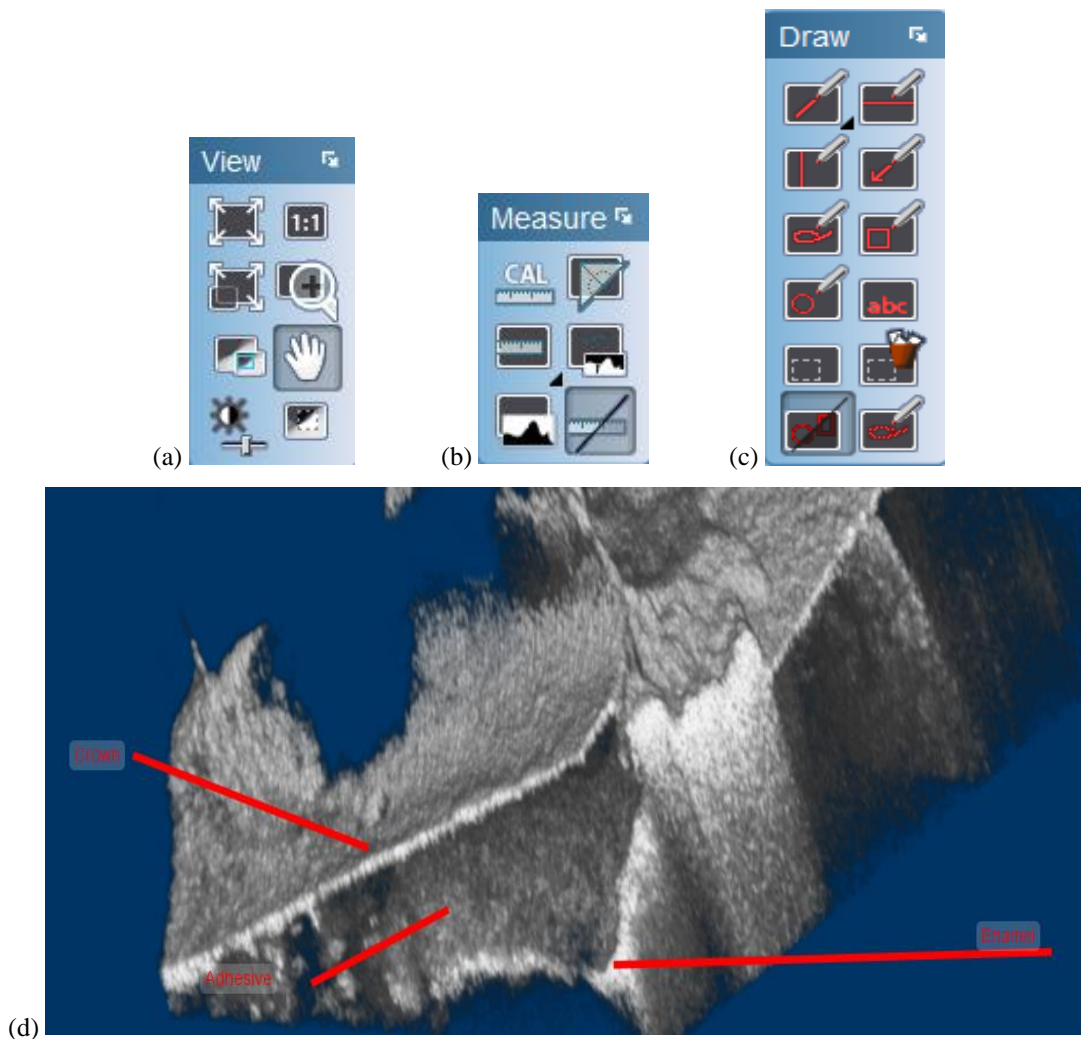 Draw
View
1:1
Measure
CAL
abc
(a)
(b)
(c)
Crown
Enamel
Adhesive
(d)